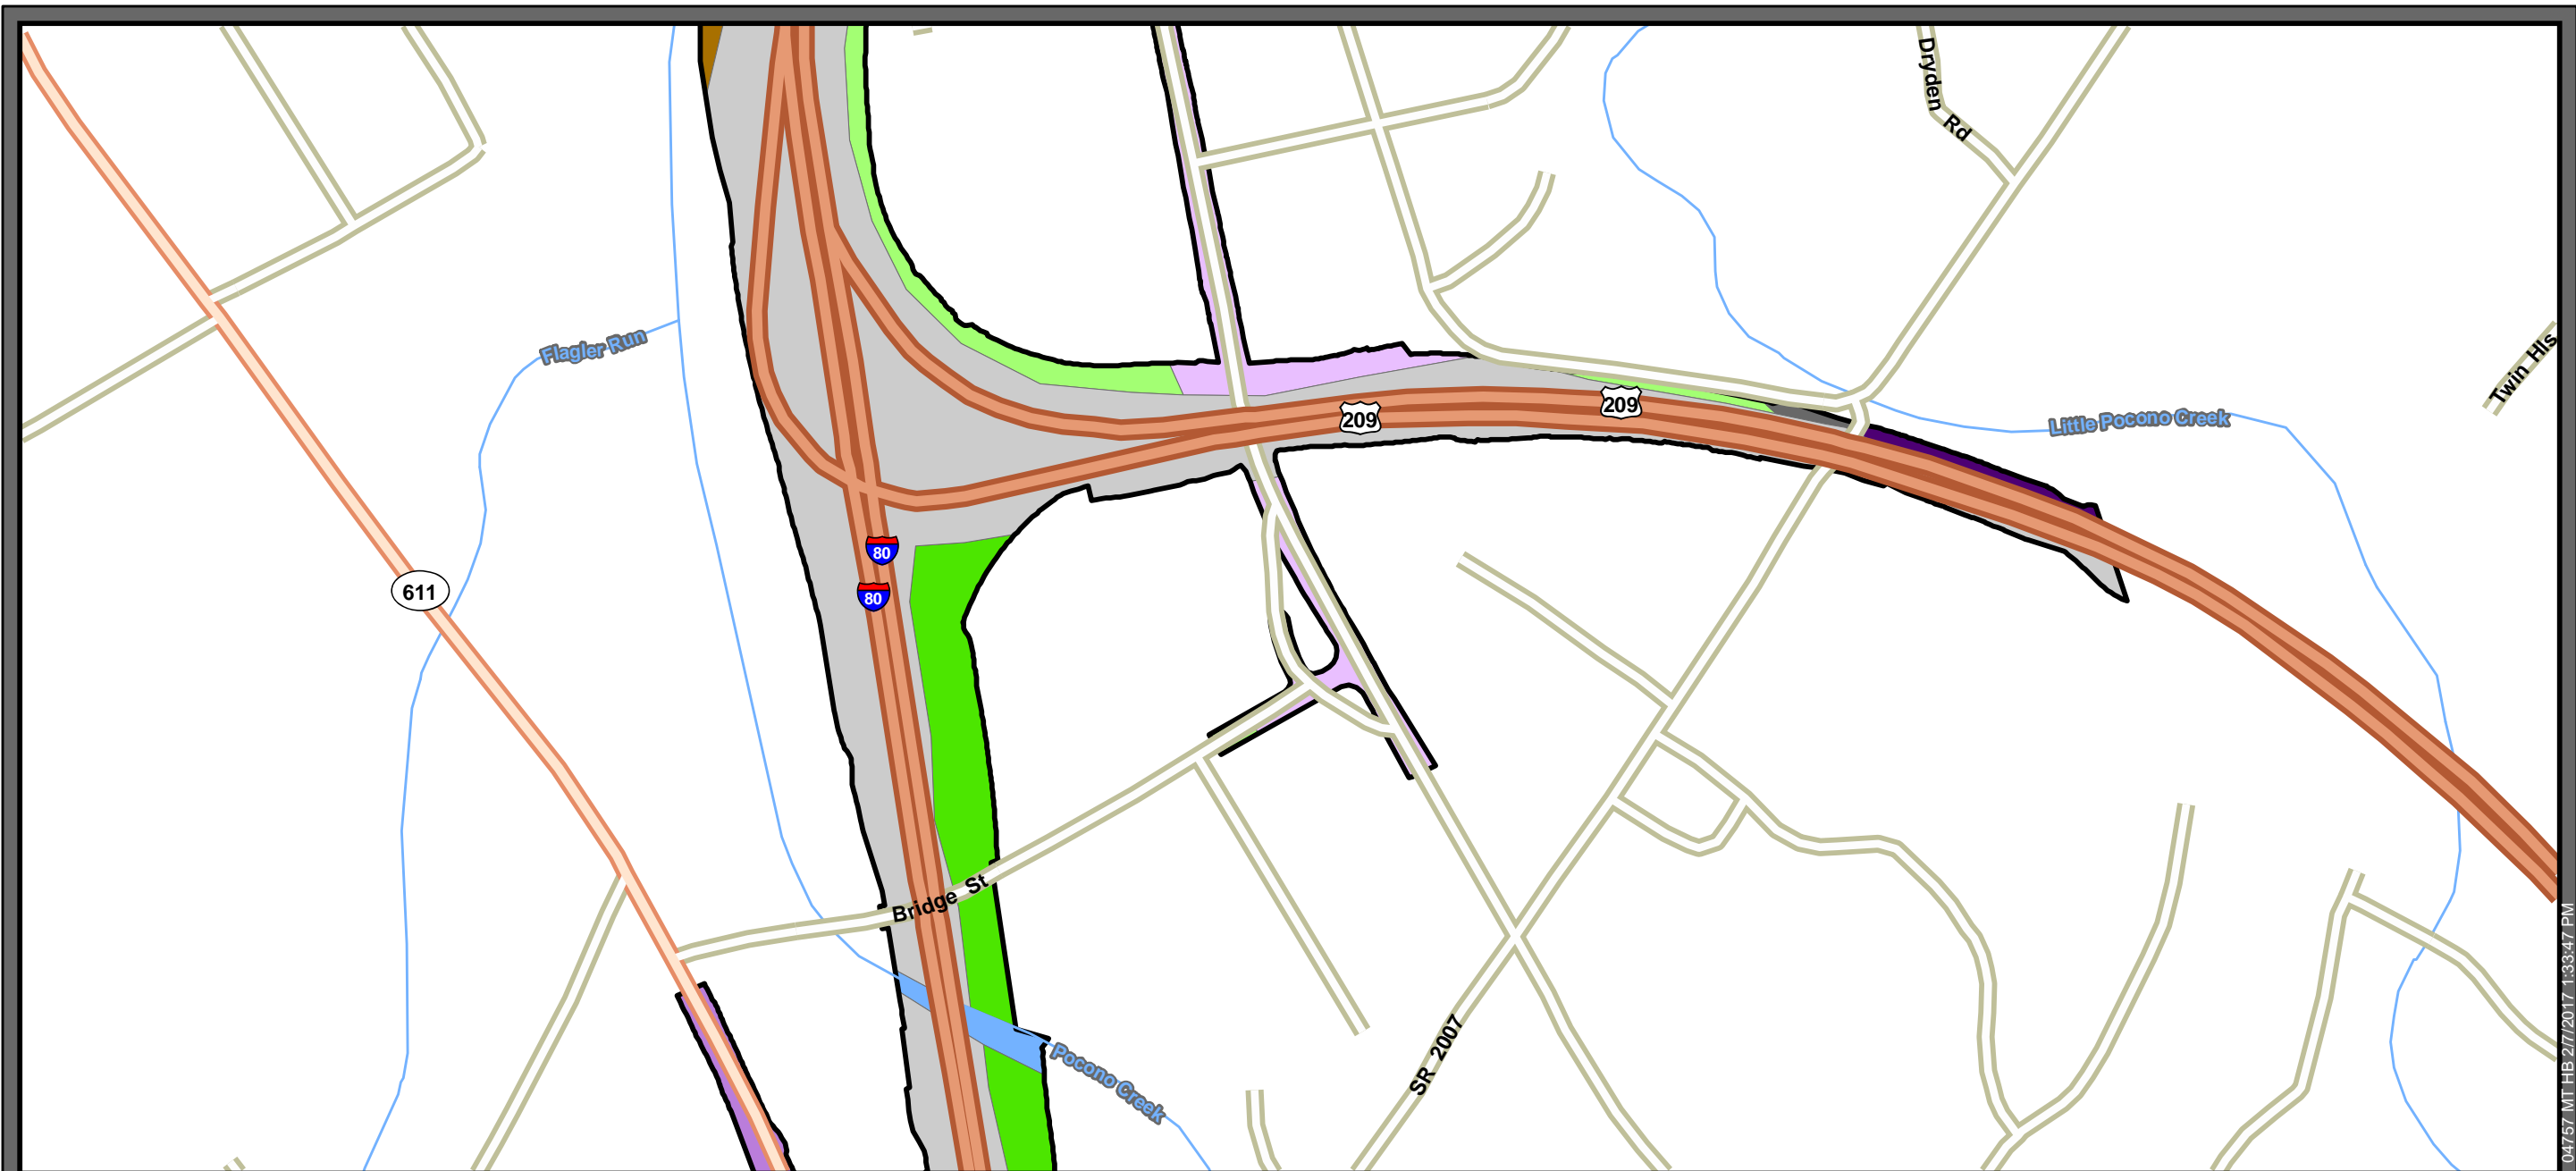 Dryden Rd
Flagler Run
Twin Hls
209
209
Little Pocono Creek
80
611
80
Bridge St
SR 2007
Pocono Creek
04757 MT HB 2/7/2017 1:33:47 PM